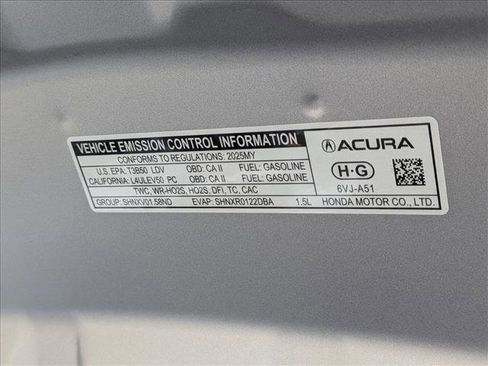 VEHICLE EMISSION CONTROL INFORMATION
CONFORMS TO REGULATIONS: 2025MY
U.S. EPA: T3B50 LDV OBD: CA II FUEL: GASOLINE
CALIFORNIA: L4ULEV50 PC OBD: CA II FUEL: GASOLINE
TWC, WR-HO2S, HO2S, DFI, TC, CAC
GROUP: SHNXV01.58ND EVAP: SHNXR0122DBA 1.5L
ACURA
H·G
6VJ-A51
HONDA MOTOR CO., LTD.